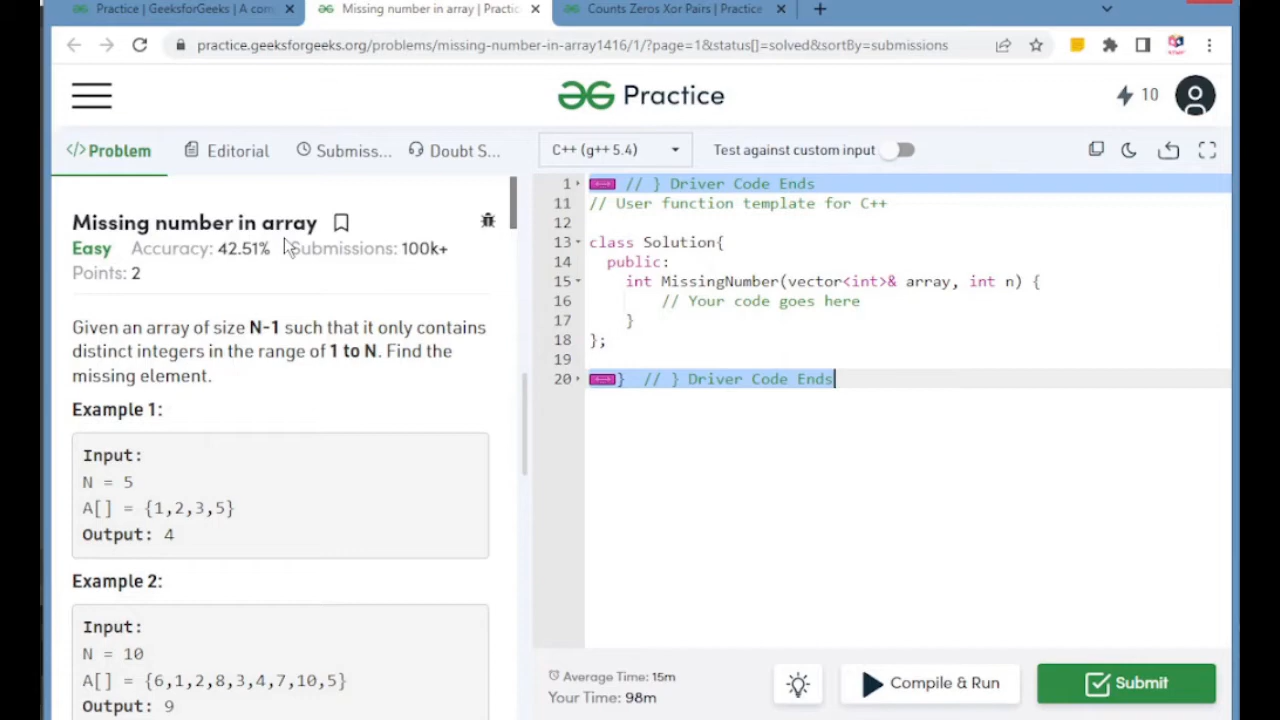 Practice | GeeksforGeeks | A com
Missing number in array | Practic
Counts Zeros Xor Pairs | Practice
practice.geeksforgeeks.org/problems/missing-number-in-array1416/1/?page=1&status[]=solved&sortBy=submissions
Practice
10
</>Problem
Editorial
Submiss...
Doubt S...
C++ (g++ 5.4)
Test against custom input
Missing number in array
Easy Accuracy: 42.51% Submissions: 100k+
Points: 2
Given an array of size N-1 such that it only contains
distinct integers in the range of 1 to N. Find the
missing element.
Example 1:
Input:
N = 5
A[] = {1,2,3,5}
Output: 4
Example 2:
Input:
N = 10
A[] = {6,1,2,8,3,4,7,10,5}
Output: 9
1 // } Driver Code Ends
11 // User function template for C++
12
13 class Solution{
14 public:
15 int MissingNumber(vector<int>& array, int n) {
16 // Your code goes here
17 }
18 };
19
20 } // } Driver Code Ends
Average Time: 15m
Your Time: 98m
Compile & Run
Submit